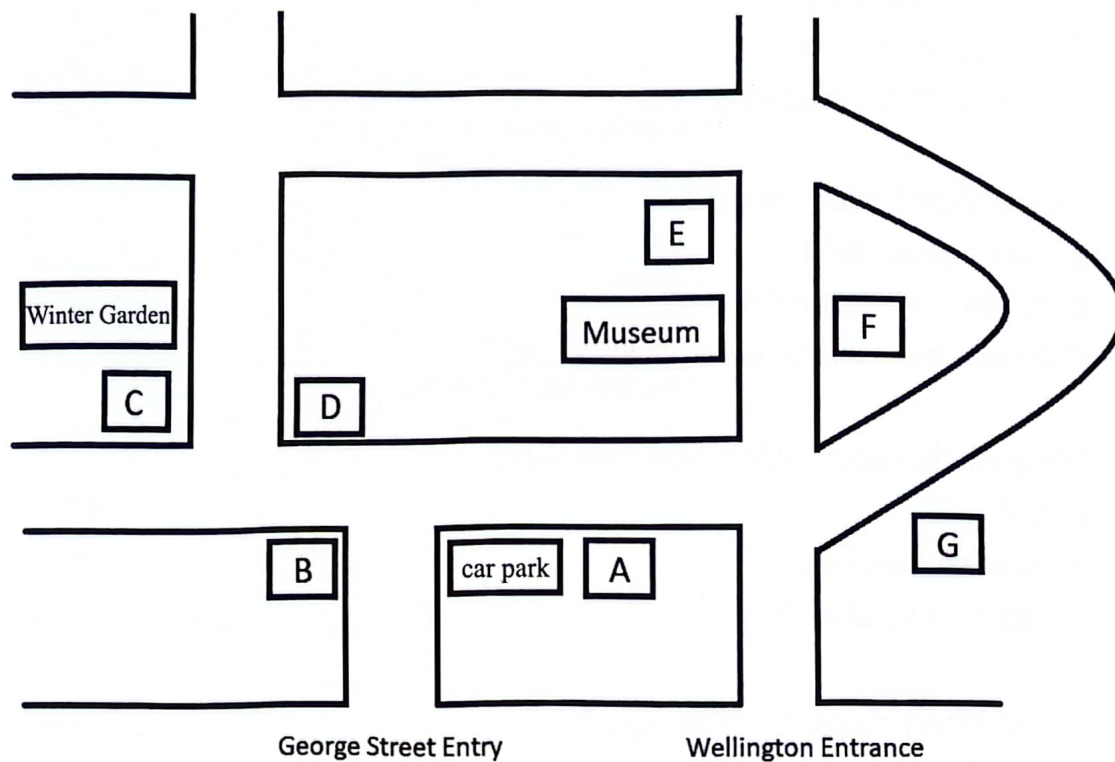 E
Winter Garden
Museum
F
C
D
B
car park
A
G
George Street Entry
Wellington Entrance